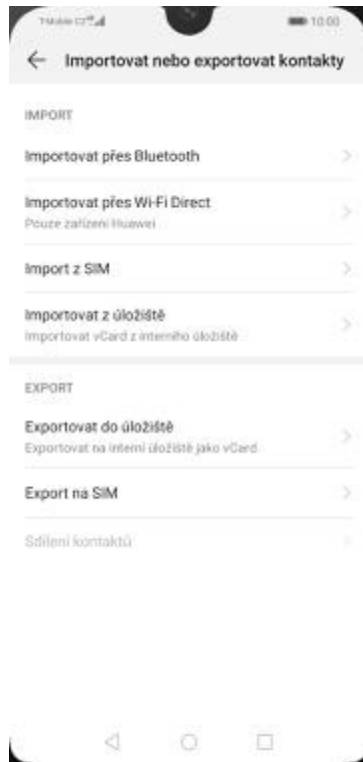 T-Mobile CZ
10:00
Importovat nebo exportovat kontakty
IMPORT
Importovat přes Bluetooth
Importovat přes Wi-Fi Direct
Pouze zařízení Huawei
Import z SIM
Importovat z úložiště
Importovat vCard z interního úložiště
EXPORT
Exportovat do úložiště
Exportovat na interní úložiště jako vCard
Export na SIM
Sdílení kontaktů